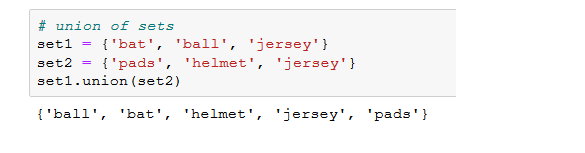 # union of sets
set1 = {'bat', 'ball', 'jersey'}
set2 = {'pads', 'helmet', 'jersey'}
set1.union(set2)
{'ball', 'bat', 'helmet', 'jersey', 'pads'}